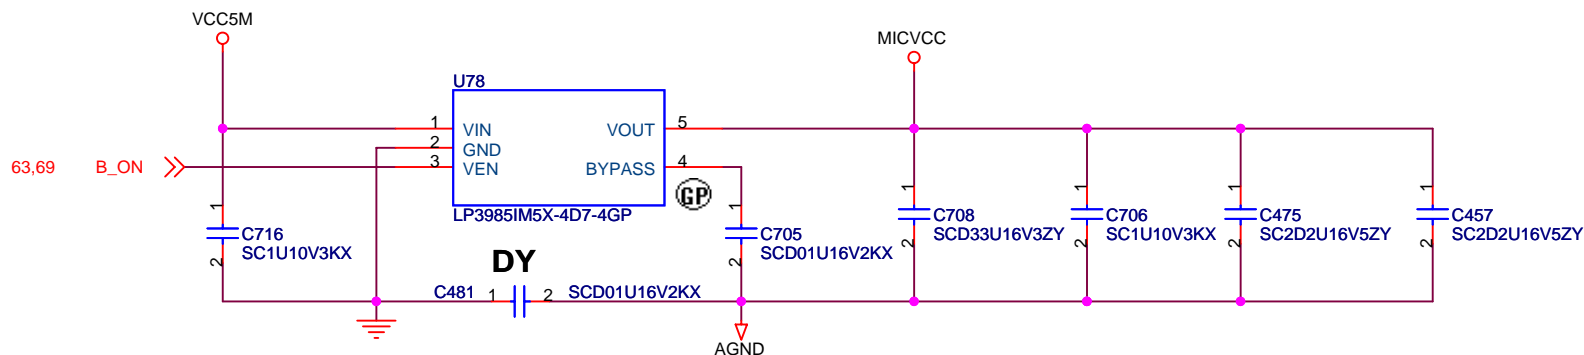 VCC5M
MICVCC
U78
1 VIN VOUT 5
2 GND
3 VEN BYPASS 4
63,69 B_ON
GP
LP3985IM5X-4D7-4GP
1
C716
SC1U10V3KX
2
1
C705
SCD01U16V2KX
2
1
C708
SCD33U16V3ZY
2
1
C706
SC1U10V3KX
2
1
C475
SC2D2U16V5ZY
2
1
C457
SC2D2U16V5ZY
2
DY
C481 1 2 SCD01U16V2KX
AGND